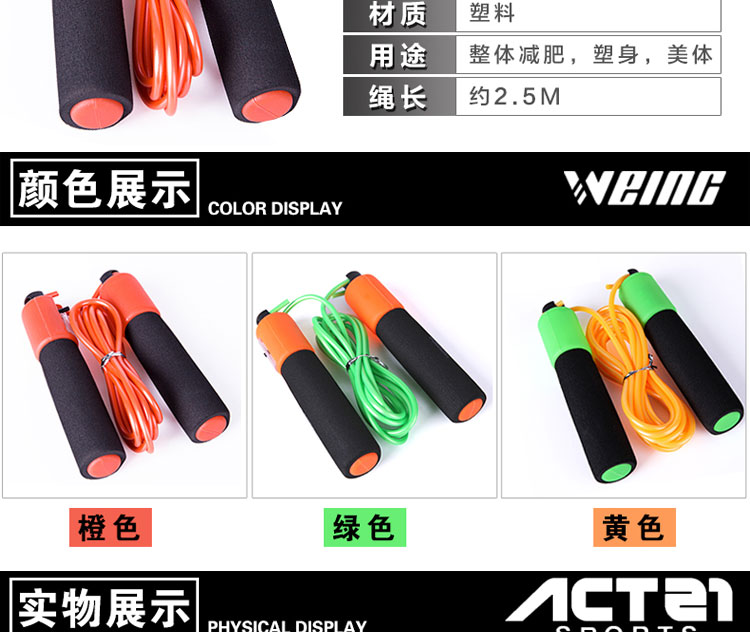 材质 塑料
用途 整体减肥，塑身，美体
绳长 约2.5M
颜色展示 COLOR DISPLAY WEING
橙色 绿色 黄色
实物展示 PHYSICAL DISPLAY ACT21
SPORTS